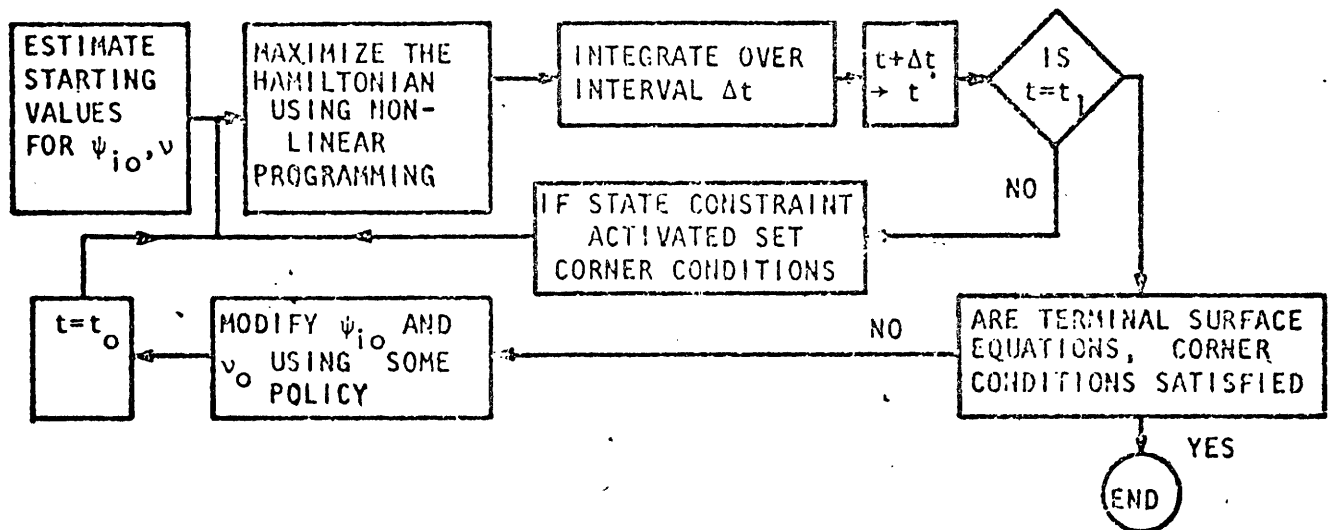 ESTIMATE
STARTING
VALUES
FOR ψio, ν
MAXIMIZE THE
HAMILTONIAN
USING NON-
LINEAR
PROGRAMMING
INTEGRATE OVER
INTERVAL Δt
t+Δt
→ t
IS
t=t1
NO
IF STATE CONSTRAINT
ACTIVATED SET
CORNER CONDITIONS
t=to
MODIFY ψio AND
νo USING SOME
POLICY
NO
ARE TERMINAL SURFACE
EQUATIONS, CORNER
CONDITIONS SATISFIED
YES
END